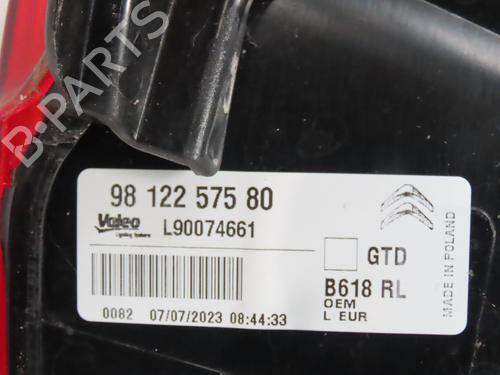 B-PARTS
98 122 575 80
Valeo
Lighting Systems
L90074661
GTD
B618 RL
OEM
L EUR
0082 07/07/2023 08:44:33
MADE IN POLAND